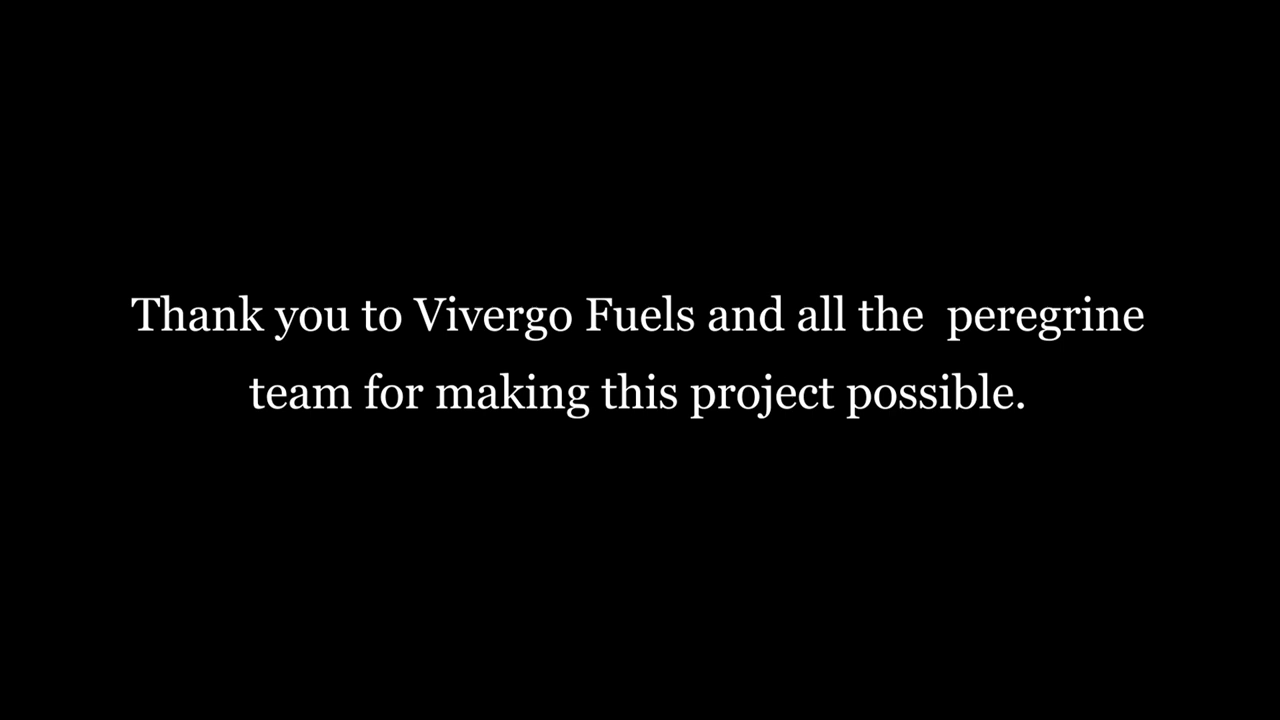 Thank you to Vivergo Fuels and all the  peregrine
team for making this project possible.